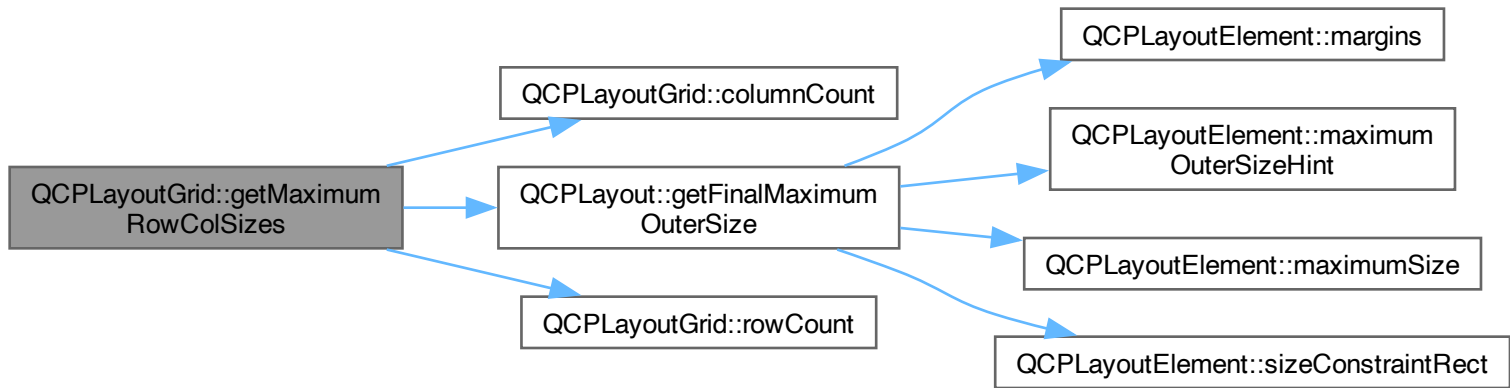 QCPLayoutGrid::getMaximum
RowColSizes
QCPLayoutGrid::columnCount
QCPLayout::getFinalMaximum
OuterSize
QCPLayoutGrid::rowCount
QCPLayoutElement::margins
QCPLayoutElement::maximum
OuterSizeHint
QCPLayoutElement::maximumSize
QCPLayoutElement::sizeConstraintRect